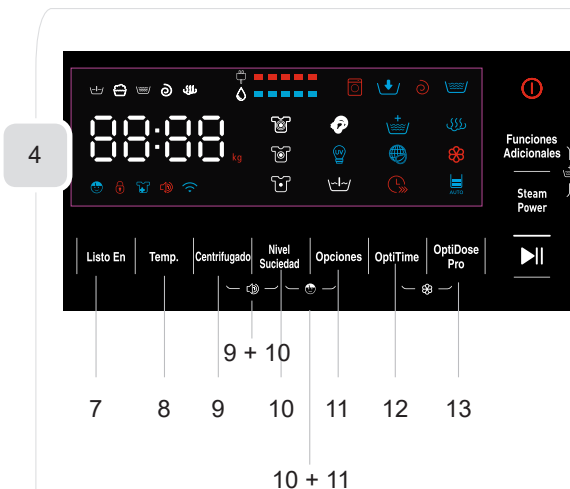 4
88:88
kg
UV
AUTO
Funciones
Adicionales
Steam
Power
Listo En
Temp.
Centrifugado
Nivel
Suciedad
Opciones
OptiTime
OptiDose
Pro
9 + 10
7
8
9
10
11
12
13
10 + 11